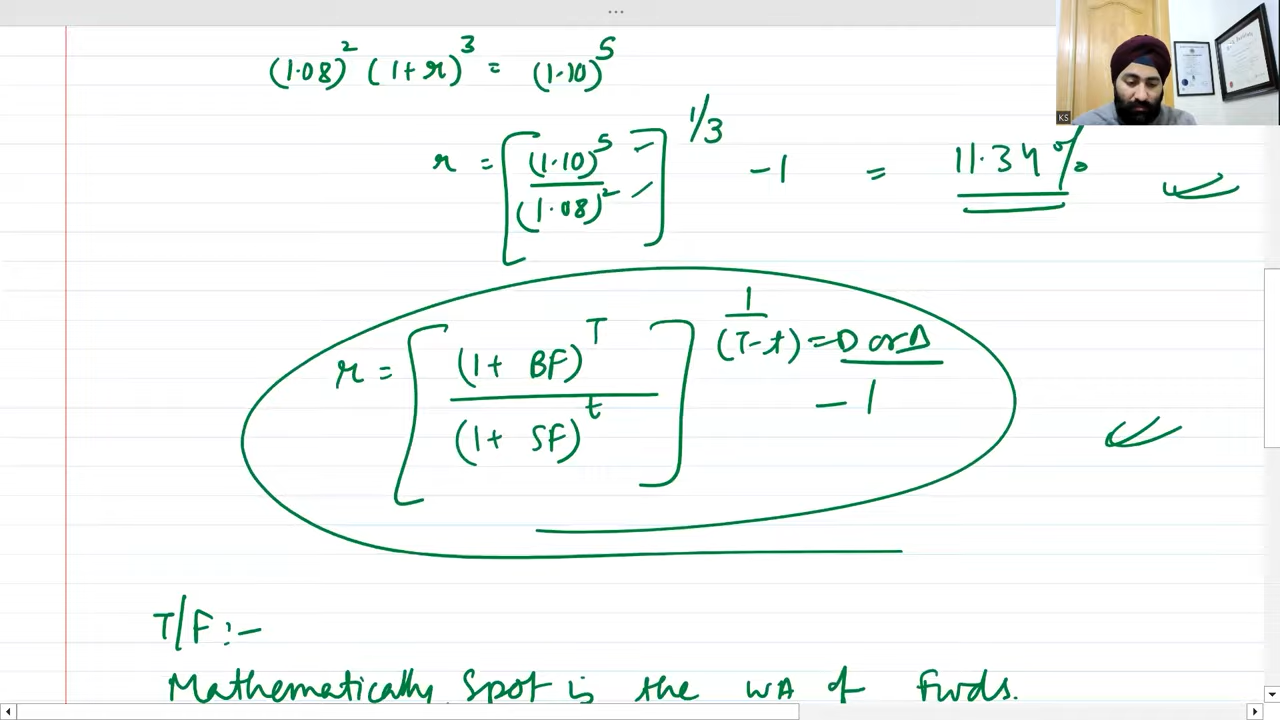 (1.08)² (1+r)³ = (1.10)⁵
r = [(1.10)⁵ / (1.08)²]^1/3 - 1 = 11.34%
r = [(1+ BF)^T / (1+ SF)^t]^1/(T-t) = D or Δ - 1
T/F :-
Mathematically, Spot is the WA of Fwds.
KS